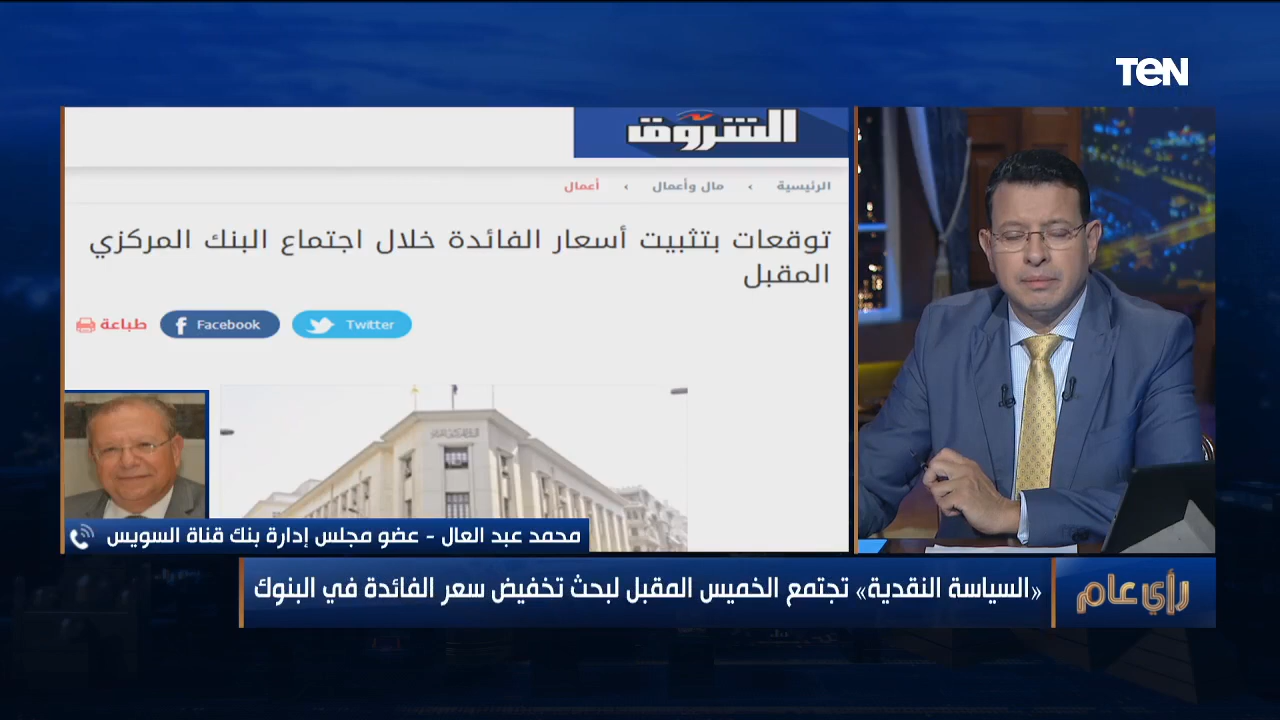 TEN
الشروق
الرئيسية › مال وأعمال › أعمال
توقعات بتثبيت أسعار الفائدة خلال اجتماع البنك المركزي
المقبل
طباعة Facebook Twitter
محمد عبد العال - عضو مجلس إدارة بنك قناة السويس
رأي عام
«السياسة النقدية» تجتمع الخميس المقبل لبحث تخفيض سعر الفائدة في البنوك